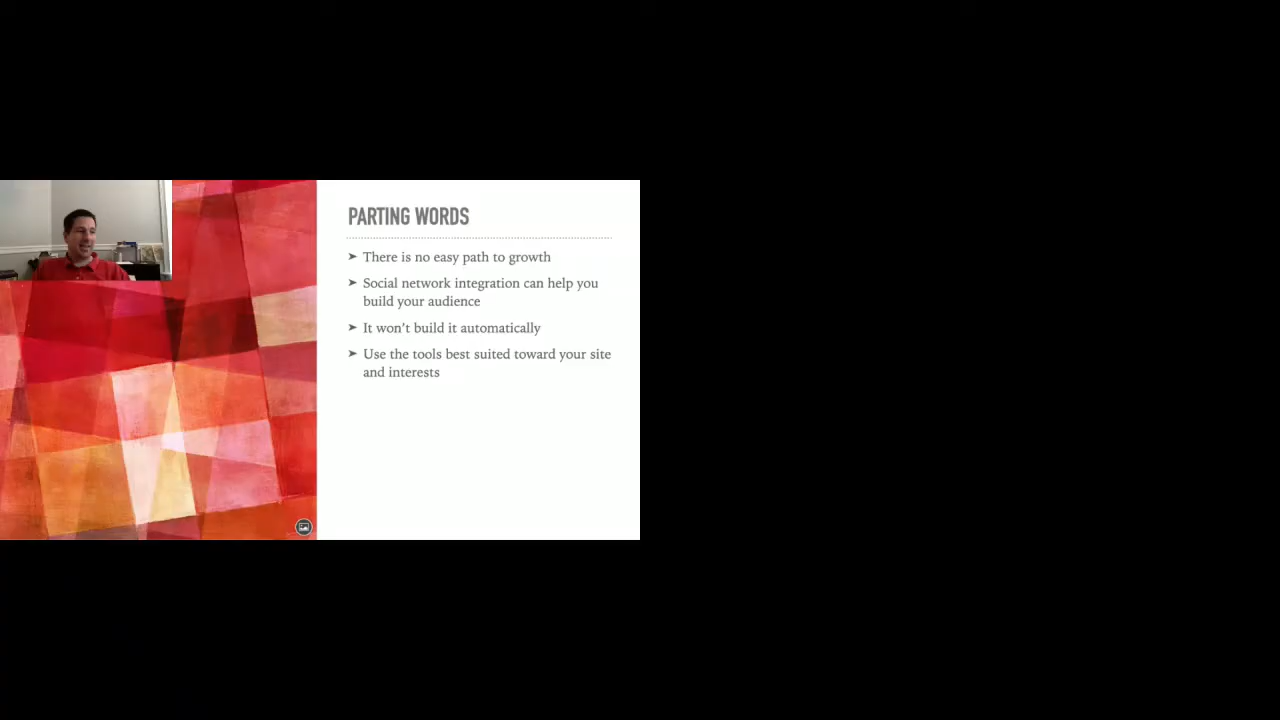 PARTING WORDS
➤ There is no easy path to growth
➤ Social network integration can help you
build your audience
➤ It won’t build it automatically
➤ Use the tools best suited toward your site
and interests